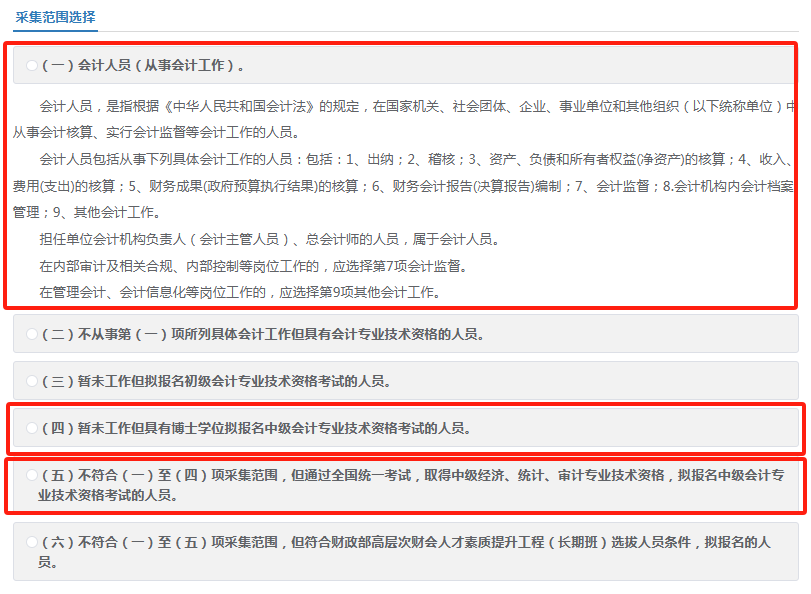 采集范围选择
（一）会计人员（从事会计工作）。
会计人员，是指根据《中华人民共和国会计法》的规定，在国家机关、社会团体、企业、事业单位和其他组织（以下统称单位）中
从事会计核算、实行会计监督等会计工作的人员。
会计人员包括从事下列具体会计工作的人员：包括：1、出纳；2、稽核；3、资产、负债和所有者权益(净资产)的核算；4、收入、
费用(支出)的核算；5、财务成果(政府预算执行结果)的核算；6、财务会计报告(决算报告)编制；7、会计监督；8.会计机构内会计档案
管理；9、其他会计工作。
担任单位会计机构负责人（会计主管人员）、总会计师的人员，属于会计人员。
在内部审计及相关合规、内部控制等岗位工作的，应选择第7项会计监督。
在管理会计、会计信息化等岗位工作的，应选择第9项其他会计工作。
（二）不从事第（一）项所列具体会计工作但具有会计专业技术资格的人员。
（三）暂未工作但拟报名初级会计专业技术资格考试的人员。
（四）暂未工作但具有博士学位拟报名中级会计专业技术资格考试的人员。
（五）不符合（一）至（四）项采集范围，但通过全国统一考试，取得中级经济、统计、审计专业技术资格，拟报名中级会计专
业技术资格考试的人员。
（六）不符合（一）至（五）项采集范围，但符合财政部高层次财会人才素质提升工程（长期班）选拔人员条件，拟报名的人
员。